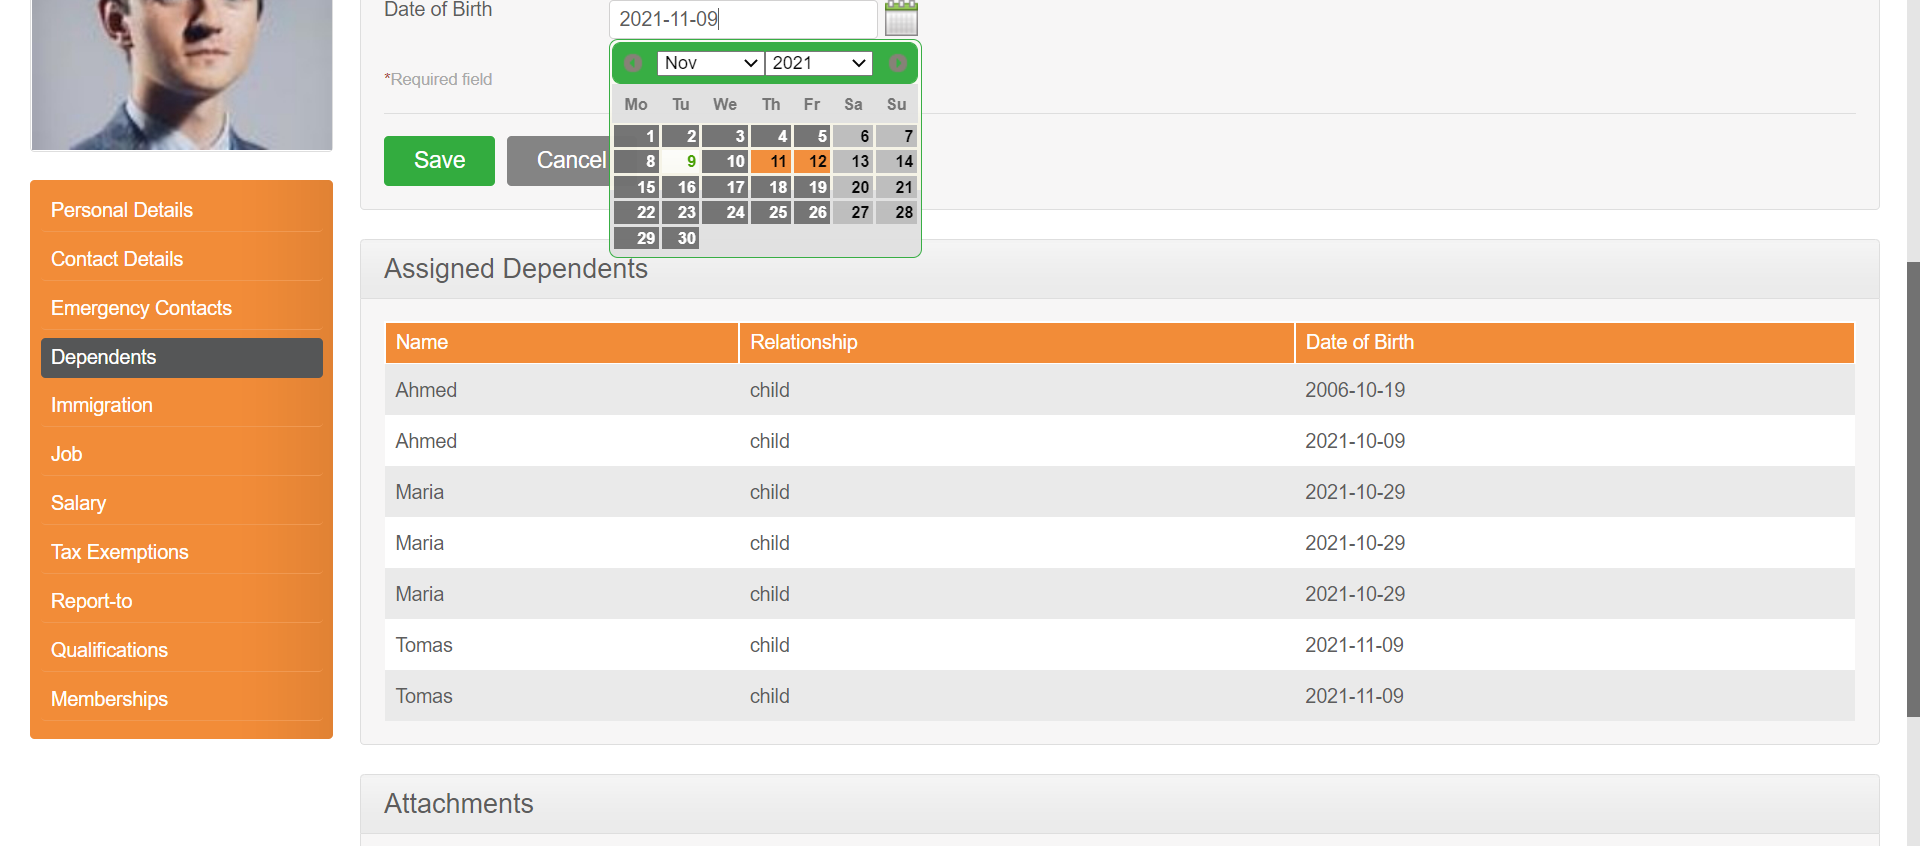 Date of Birth
2021-11-09
Nov 2021
*Required field
Mo Tu We Th Fr Sa Su
1 2 3 4 5 6 7
8 9 10 11 12 13 14
15 16 17 18 19 20 21
22 23 24 25 26 27 28
29 30
Save Cancel
Personal Details
Contact Details
Emergency Contacts
Dependents
Immigration
Job
Salary
Tax Exemptions
Report-to
Qualifications
Memberships
Assigned Dependents
Name Relationship Date of Birth
Ahmed child 2006-10-19
Ahmed child 2021-10-09
Maria child 2021-10-29
Maria child 2021-10-29
Maria child 2021-10-29
Tomas child 2021-11-09
Tomas child 2021-11-09
Attachments